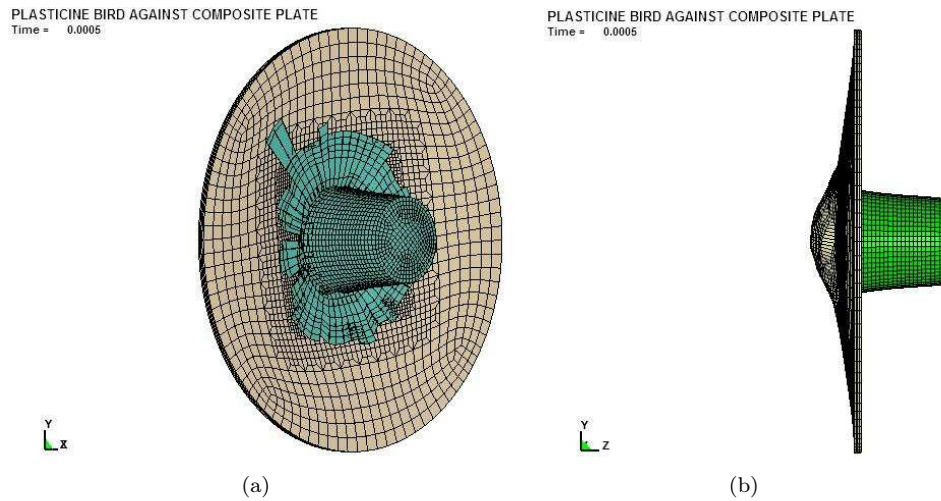 PLASTICINE BIRD AGAINST COMPOSITE PLATE
Time = 0.0005
Y
X
(a)
PLASTICINE BIRD AGAINST COMPOSITE PLATE
Time = 0.0005
Y
Z
(b)